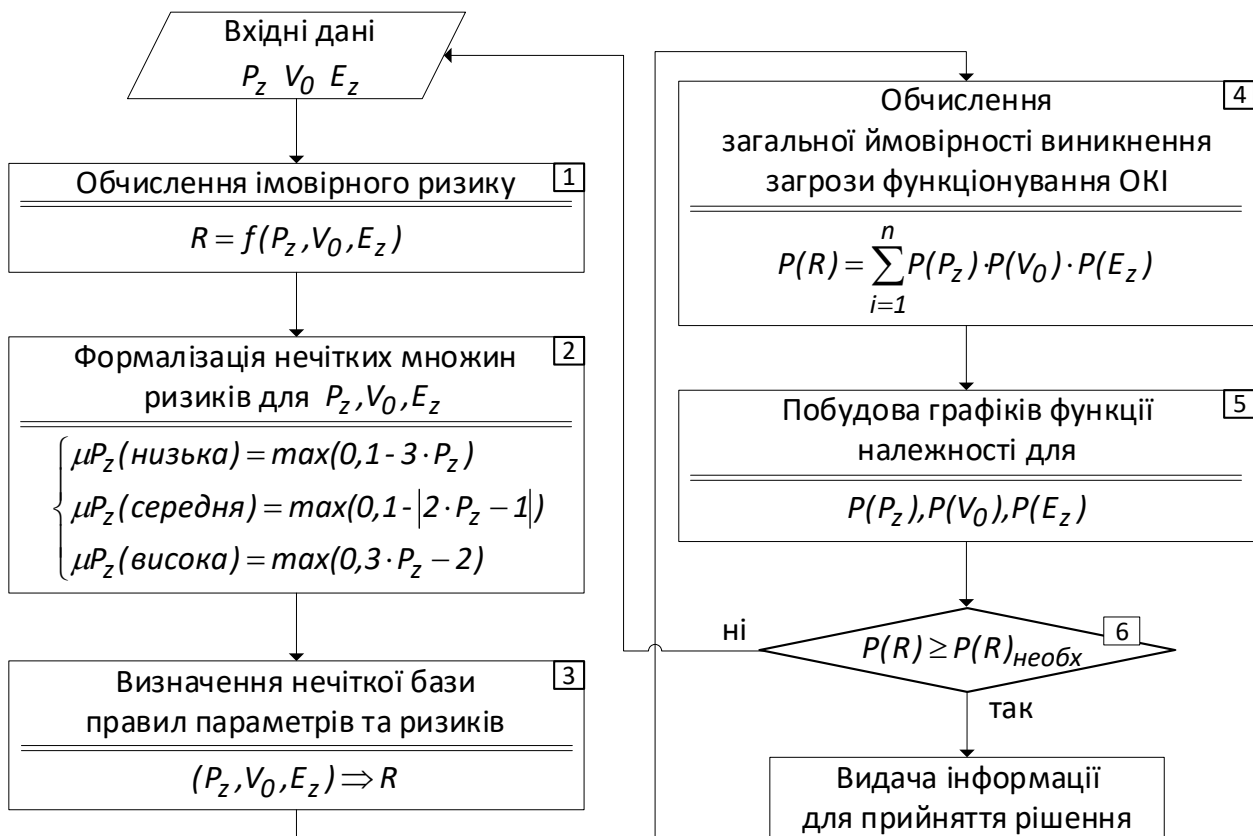 Вхідні дані
P_z V_0 E_z
1
Обчислення імовірного ризику
R = f(P_z,V_0,E_z)
2
Формалізація нечітких множин
ризиків для P_z,V_0,E_z
μP_z(низька) = max(0,1- 3·P_z)
μP_z(середня) = max(0,1- |2·P_z − 1|)
μP_z(висока) = max(0,3·P_z − 2)
3
Визначення нечіткої бази
правил параметрів та ризиків
(P_z,V_0,E_z) ⇒ R
4
Обчислення
загальної ймовірності виникнення
загрози функціонування ОКІ
P(R) = ∑_{i=1}^{n} P(P_z)·P(V_0)·P(E_z)
5
Побудова графіків функції
належності для
P(P_z),P(V_0),P(E_z)
6
ні
P(R) ≥ P(R)_необх
так
Видача інформації
для прийняття рішення